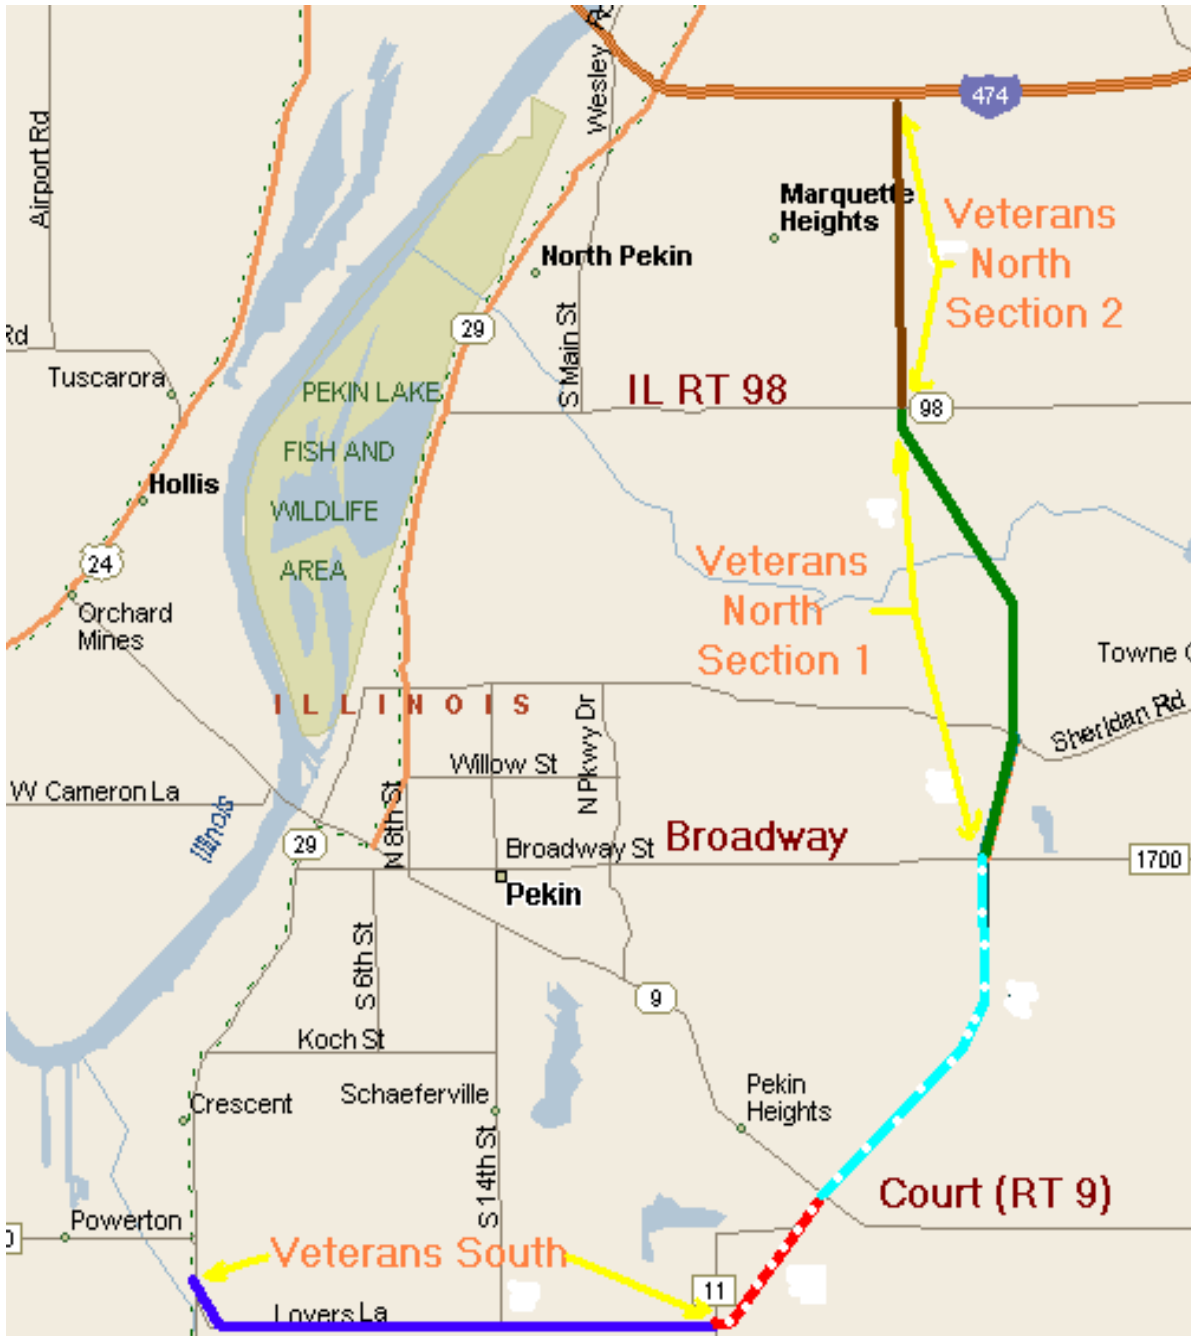 Airport Rd
Wesley
474
Marquette
Heights
Veterans
North
Section 2
North Pekin
29
Rd
S Main St
Tuscarora
PEKIN LAKE
IL RT 98
98
FISH AND
Hollis
WILDLIFE
24
AREA
Veterans
North
Section 1
Orchard
Mines
Towne
ILLINOIS
Sheridan Rd
N Pkwy Dr
Willow St
W Cameron La
Illinois
N 8th St
29
Broadway St
Broadway
1700
Pekin
S 6th St
9
Koch St
Schaeferville
Pekin
Heights
Crescent
S 14th St
Court (RT 9)
Powerton
0
Veterans South
11
Lovers La